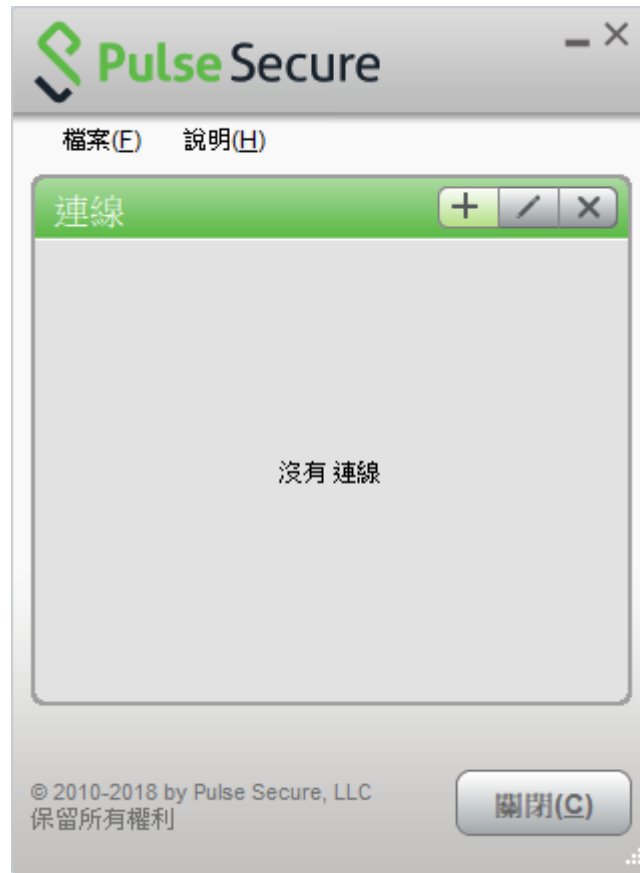 Pulse Secure
檔案(F) 說明(H)
連線
沒有 連線
© 2010-2018 by Pulse Secure, LLC
保留所有權利
關閉(C)